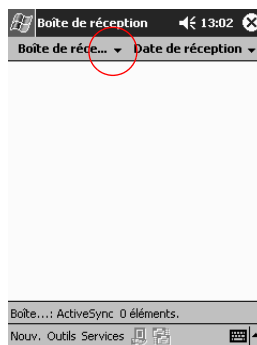 Boîte de réception 13:02
Boîte de réce... Date de réception
Boîte...: ActiveSync 0 éléments.
Nouv. Outils Services